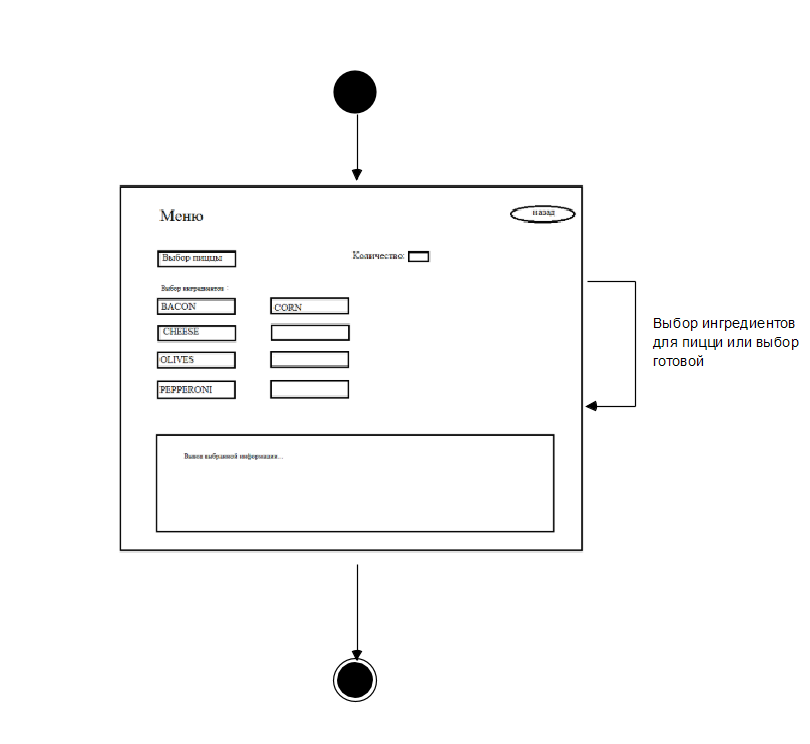 Меню
назад
Выбор пиццы
Количество:
Выбор ингредиентов :
BACON
CORN
CHEESE
OLIVES
PEPPERONI
Выбор ингредиентов
для пицци или выбор
готовой
Вывод выбранной информации...